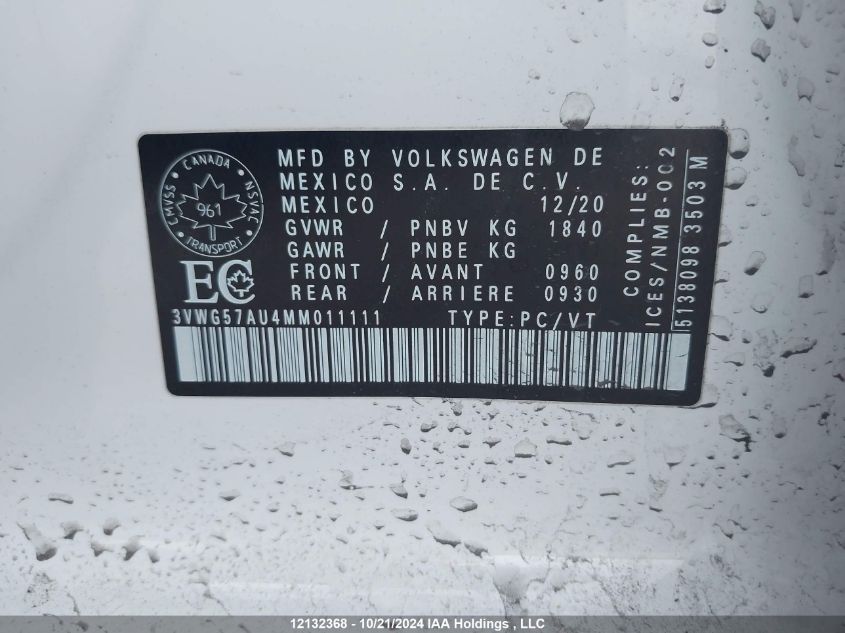 CANADA
CMVSS
NSVAC
961
TRANSPORT
EC
MFD BY VOLKSWAGEN DE
MEXICO S.A. DE C.V.
MEXICO 12/20
GVWR / PNBV KG 1840
GAWR / PNBE KG
FRONT / AVANT 0960
REAR / ARRIERE 0930
3VWG57AU4MM011111 TYPE:PC/VT
COMPLIES:
ICES/NMB-002
5138098 3503 M
12132368 - 10/21/2024 IAA Holdings , LLC